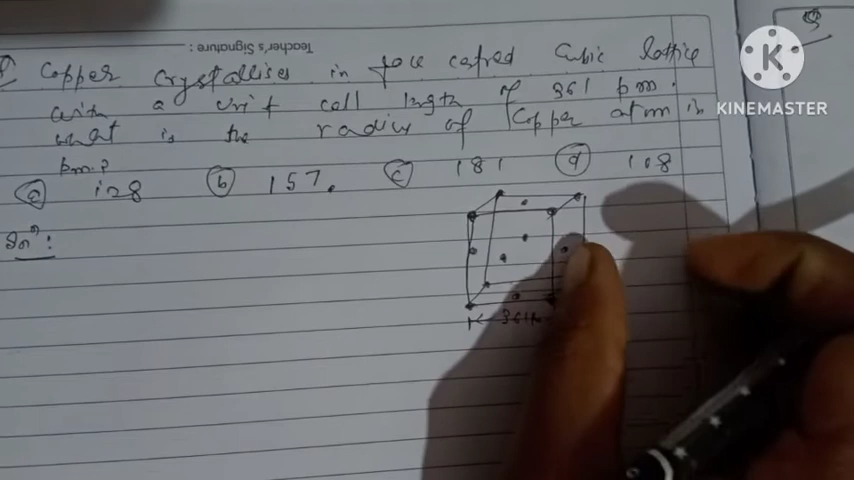 Teacher's Signature :
Q Copper Crystallises in face centred Cubic lattice
with a unit cell length of 361 pm.
what is the radius of Copper atom in
pm.?
(a) 128 (b) 157. (c) 181 (d) 108
Sol^n :
361
K
KINEMASTER